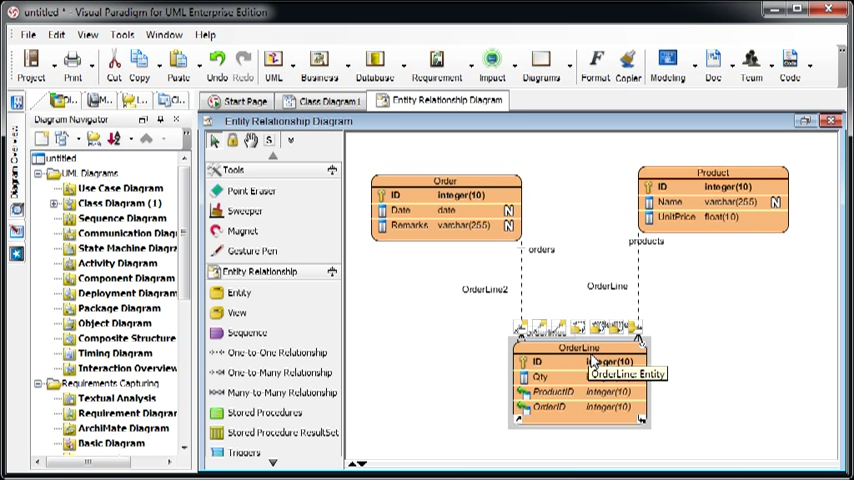 untitled * - Visual Paradigm for UML Enterprise Edition
File Edit View Tools Window Help
Project Print Cut Copy Paste Undo Redo UML Business Database Requirement Impact Diagrams Format Copier Modeling Doc Team Code
Start Page Class Diagram1 Entity Relationship Diagram
Diagram Navigator
Entity Relationship Diagram
Diagram Overview
untitled
UML Diagrams
Use Case Diagram
Class Diagram (1)
Sequence Diagram
Communication Diagr
State Machine Diagr
Activity Diagram
Component Diagram
Deployment Diagram
Package Diagram
Object Diagram
Composite Structure
Timing Diagram
Interaction Overview
Requirements Capturing
Textual Analysis
Requirement Diagram
ArchiMate Diagram
Basic Diagram
Tools
Point Eraser
Sweeper
Magnet
Gesture Pen
Entity Relationship
Entity
View
Sequence
One-to-One Relationship
One-to-Many Relationship
Many-to-Many Relationship
Stored Procedures
Stored Procedure ResultSet
Triggers
Order
ID integer(10)
Date date N
Remarks varchar(255) N
Product
ID integer(10)
Name varchar(255) N
UnitPrice float(10)
orders
products
OrderLine2
OrderLine
OrderLine
ID integer(10)
Qty
OrderLine: Entity
ProductID integer(10)
OrderID integer(10)